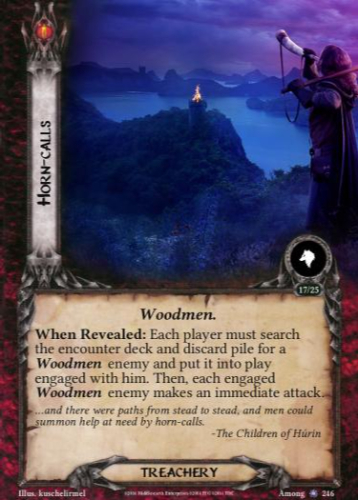 HORN-CALLS
17/25
Woodmen.
When Revealed: Each player must search
the encounter deck and discard pile for a
Woodmen enemy and put it into play
engaged with him. Then, each engaged
Woodmen enemy makes an immediate attack.
...and there were paths from stead to stead, and men could
summon help at need by horn-calls.
-The Children of Húrin
TREACHERY
Illus. kuschelirmel
Among 246